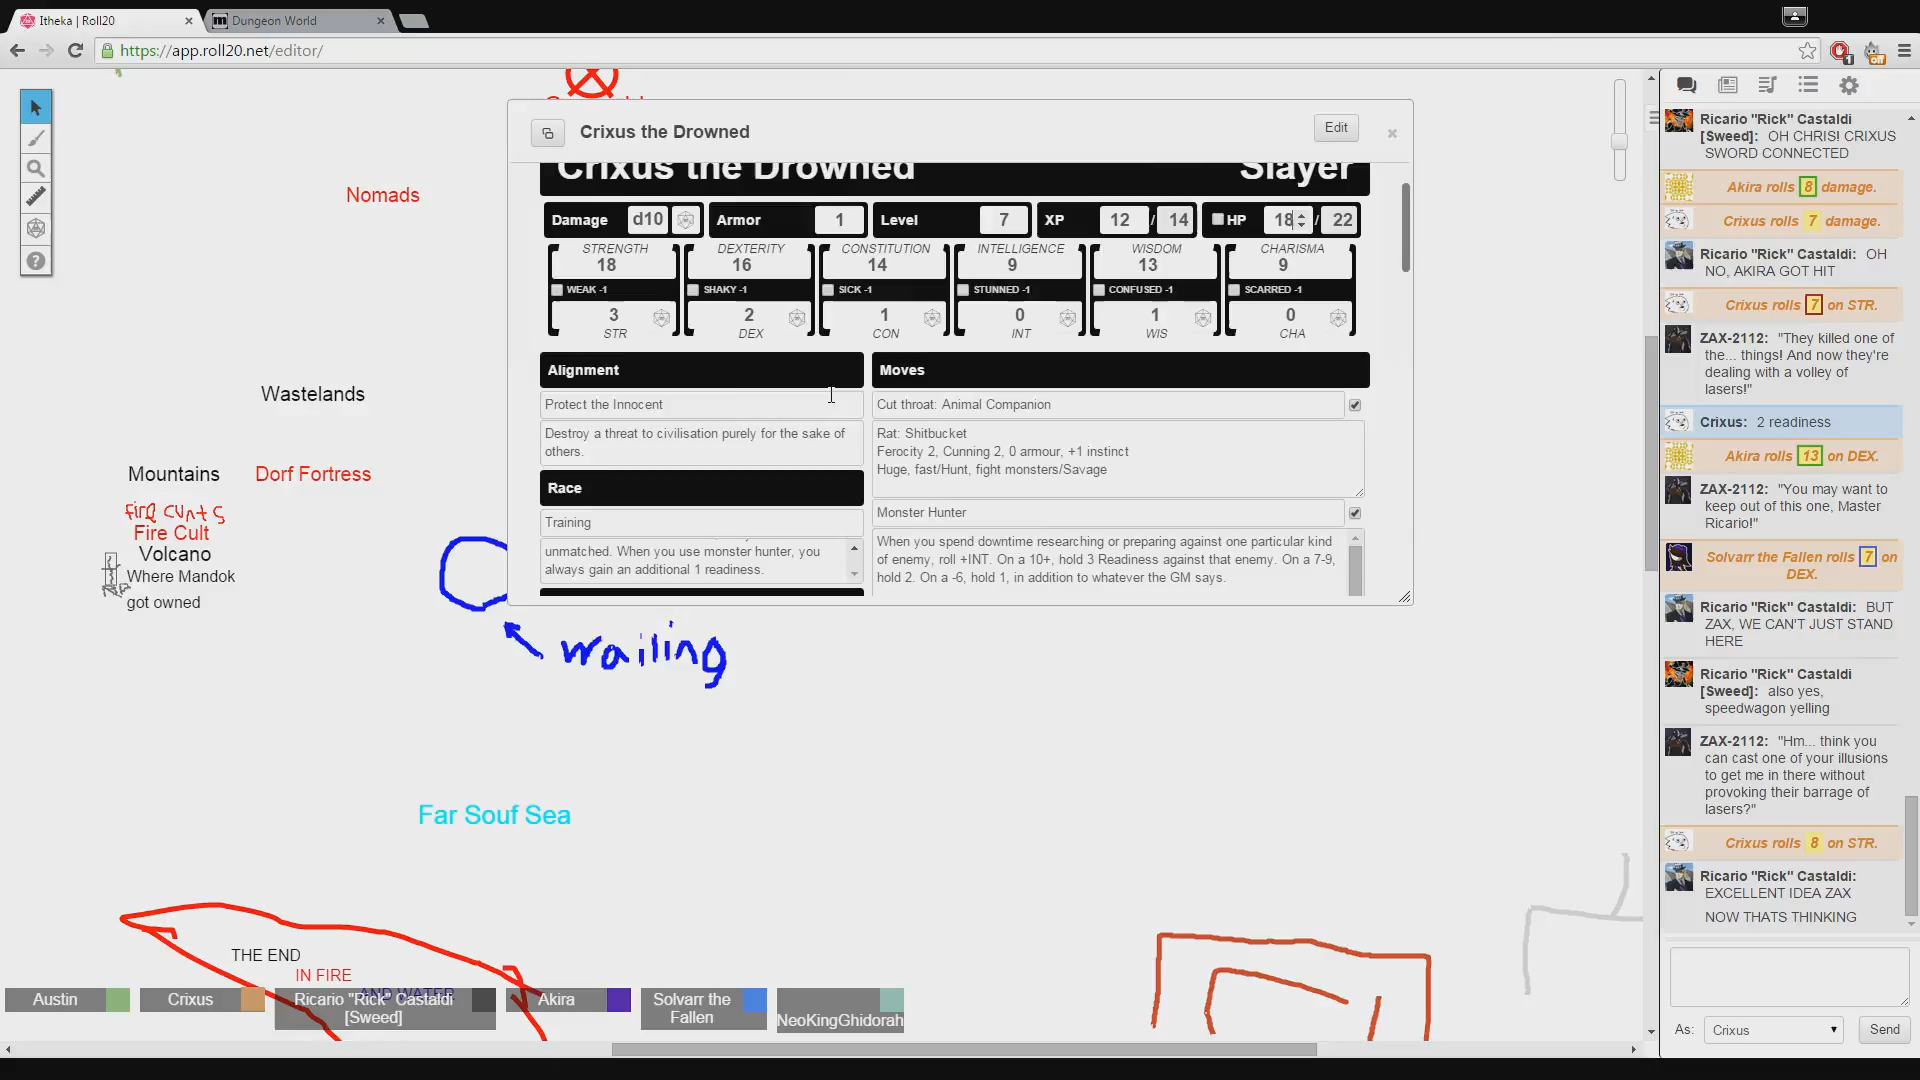 Itheka | Roll20
Dungeon World
https://app.roll20.net/editor/
Nomads
Wastelands
Mountains
Dorf Fortress
Fire cunts
Fire Cult
Volcano
Where Mandok
got owned
wailing
Far Souf Sea
THE END
IN FIRE
AND WATER
Crixus the Drowned
Edit
Crixus the Drowned
Slayer
Damage d10
Armor 1
Level 7
XP 12 / 14
HP 18 / 22
STRENGTH
18
WEAK -1
3
STR
DEXTERITY
16
SHAKY -1
2
DEX
CONSTITUTION
14
SICK -1
1
CON
INTELLIGENCE
9
STUNNED -1
0
INT
WISDOM
13
CONFUSED -1
1
WIS
CHARISMA
9
SCARRED -1
0
CHA
Alignment
Protect the Innocent
Destroy a threat to civilisation purely for the sake of
others.
Race
Training
unmatched. When you use monster hunter, you
always gain an additional 1 readiness.
Moves
Cut throat: Animal Companion
Rat: Shitbucket
Ferocity 2, Cunning 2, 0 armour, +1 instinct
Huge, fast/Hunt, fight monsters/Savage
Monster Hunter
When you spend downtime researching or preparing against one particular kind
of enemy, roll +INT. On a 10+, hold 3 Readiness against that enemy. On a 7-9,
hold 2. On a -6, hold 1, in addition to whatever the GM says.
Austin
Crixus
Ricario "Rick" Castaldi
[Sweed]
Akira
Solvarr the
Fallen
NeoKingGhidorah
Ricario "Rick" Castaldi
[Sweed]: OH CHRIS! CRIXUS
SWORD CONNECTED
Akira rolls 8 damage.
Crixus rolls 7 damage.
Ricario "Rick" Castaldi: OH
NO, AKIRA GOT HIT
Crixus rolls 7 on STR.
ZAX-2112: "They killed one of
the... things! And now they're
dealing with a volley of
lasers!"
Crixus: 2 readiness
Akira rolls 13 on DEX.
ZAX-2112: "You may want to
keep out of this one, Master
Ricario!"
Solvarr the Fallen rolls 7 on
DEX.
Ricario "Rick" Castaldi: BUT
ZAX, WE CAN'T JUST STAND
HERE
Ricario "Rick" Castaldi
[Sweed]: also yes,
speedwagon yelling
ZAX-2112: "Hm... think you
can cast one of your illusions
to get me in there without
provoking their barrage of
lasers?"
Crixus rolls 8 on STR.
Ricario "Rick" Castaldi:
EXCELLENT IDEA ZAX
NOW THATS THINKING
As: Crixus
Send